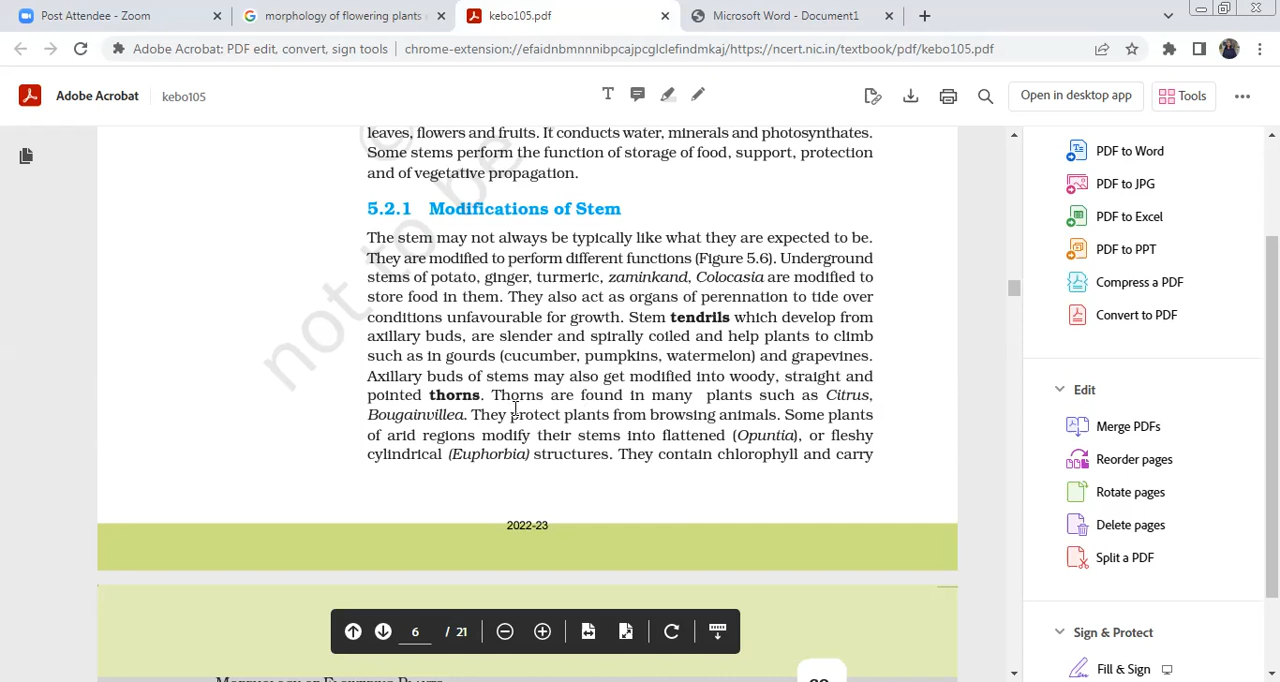 Post Attendee - Zoom
morphology of flowering plants
kebo105.pdf
Microsoft Word - Document1
Adobe Acrobat: PDF edit, convert, sign tools
chrome-extension://efaidnbmnnnibpcajpcglclefindmkaj/https://ncert.nic.in/textbook/pdf/kebo105.pdf
Adobe Acrobat
kebo105
Open in desktop app
Tools
leaves, flowers and fruits. It conducts water, minerals and photosynthates.
Some stems perform the function of storage of food, support, protection
and of vegetative propagation.
5.2.1 Modifications of Stem
The stem may not always be typically like what they are expected to be.
They are modified to perform different functions (Figure 5.6). Underground
stems of potato, ginger, turmeric, zaminkand, Colocasia are modified to
store food in them. They also act as organs of perennation to tide over
conditions unfavourable for growth. Stem tendrils which develop from
axillary buds, are slender and spirally coiled and help plants to climb
such as in gourds (cucumber, pumpkins, watermelon) and grapevines.
Axillary buds of stems may also get modified into woody, straight and
pointed thorns. Thorns are found in many plants such as Citrus,
Bougainvillea. They protect plants from browsing animals. Some plants
of arid regions modify their stems into flattened (Opuntia), or fleshy
cylindrical (Euphorbia) structures. They contain chlorophyll and carry
not to be
2022-23
6 / 21
PDF to Word
PDF to JPG
PDF to Excel
PDF to PPT
Compress a PDF
Convert to PDF
Edit
Merge PDFs
Reorder pages
Rotate pages
Delete pages
Split a PDF
Sign & Protect
Fill & Sign